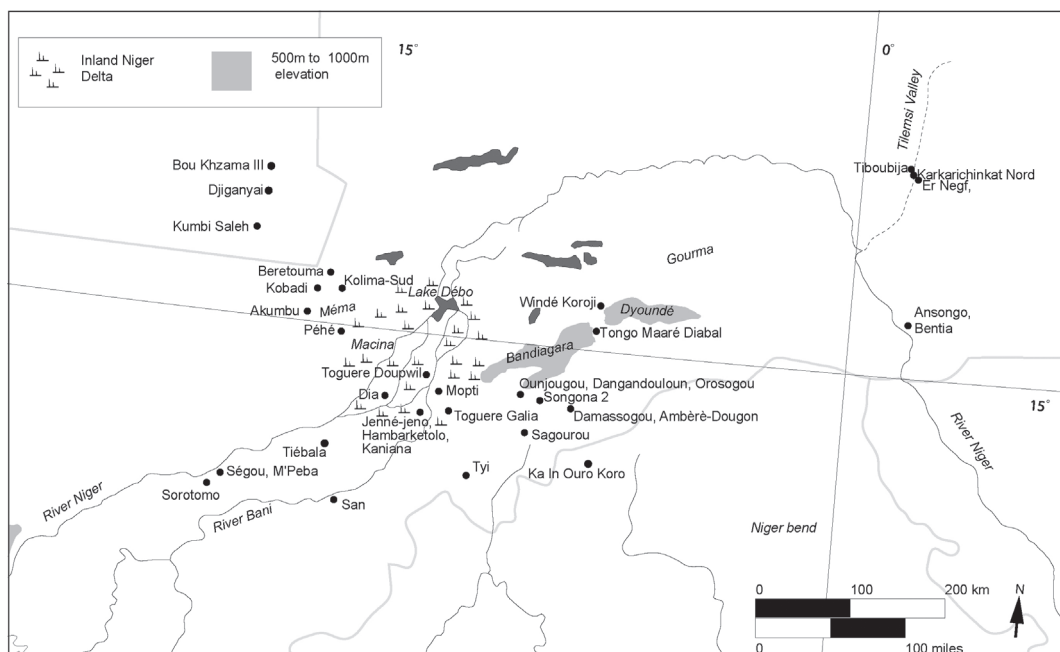 15°
0°
Inland Niger
Delta
500m to 1000m
elevation
Tilemsi Valley
Bou Khzama III
Djiganyai
Kumbi Saleh
Tiboubija
Karkarichinkat Nord
Er Negf,
Gourma
Beretouma
Kobadi
Kolima-Sud
Lake Débo
Akumbu
Méma
Windé Koroji
Dyoundé
Ansongo,
Bentia
Péhé
Tongo Maaré Diabal
Macina
Bandiagara
Toguere Doupwil
Mopti
Dia
Ounjougou, Dangandouloun, Orosogou
Songona 2
15°
Jenné-jeno,
Hambarketolo,
Kaniana
Toguere Galia
Damassogou, Ambèrè-Dougon
Sagourou
Tiébala
Tyi
Ka In Ouro Koro
Ségou, M'Peba
Sorotomo
San
River Niger
River Bani
River Niger
Niger bend
0 100 200 km
N
0 100 miles